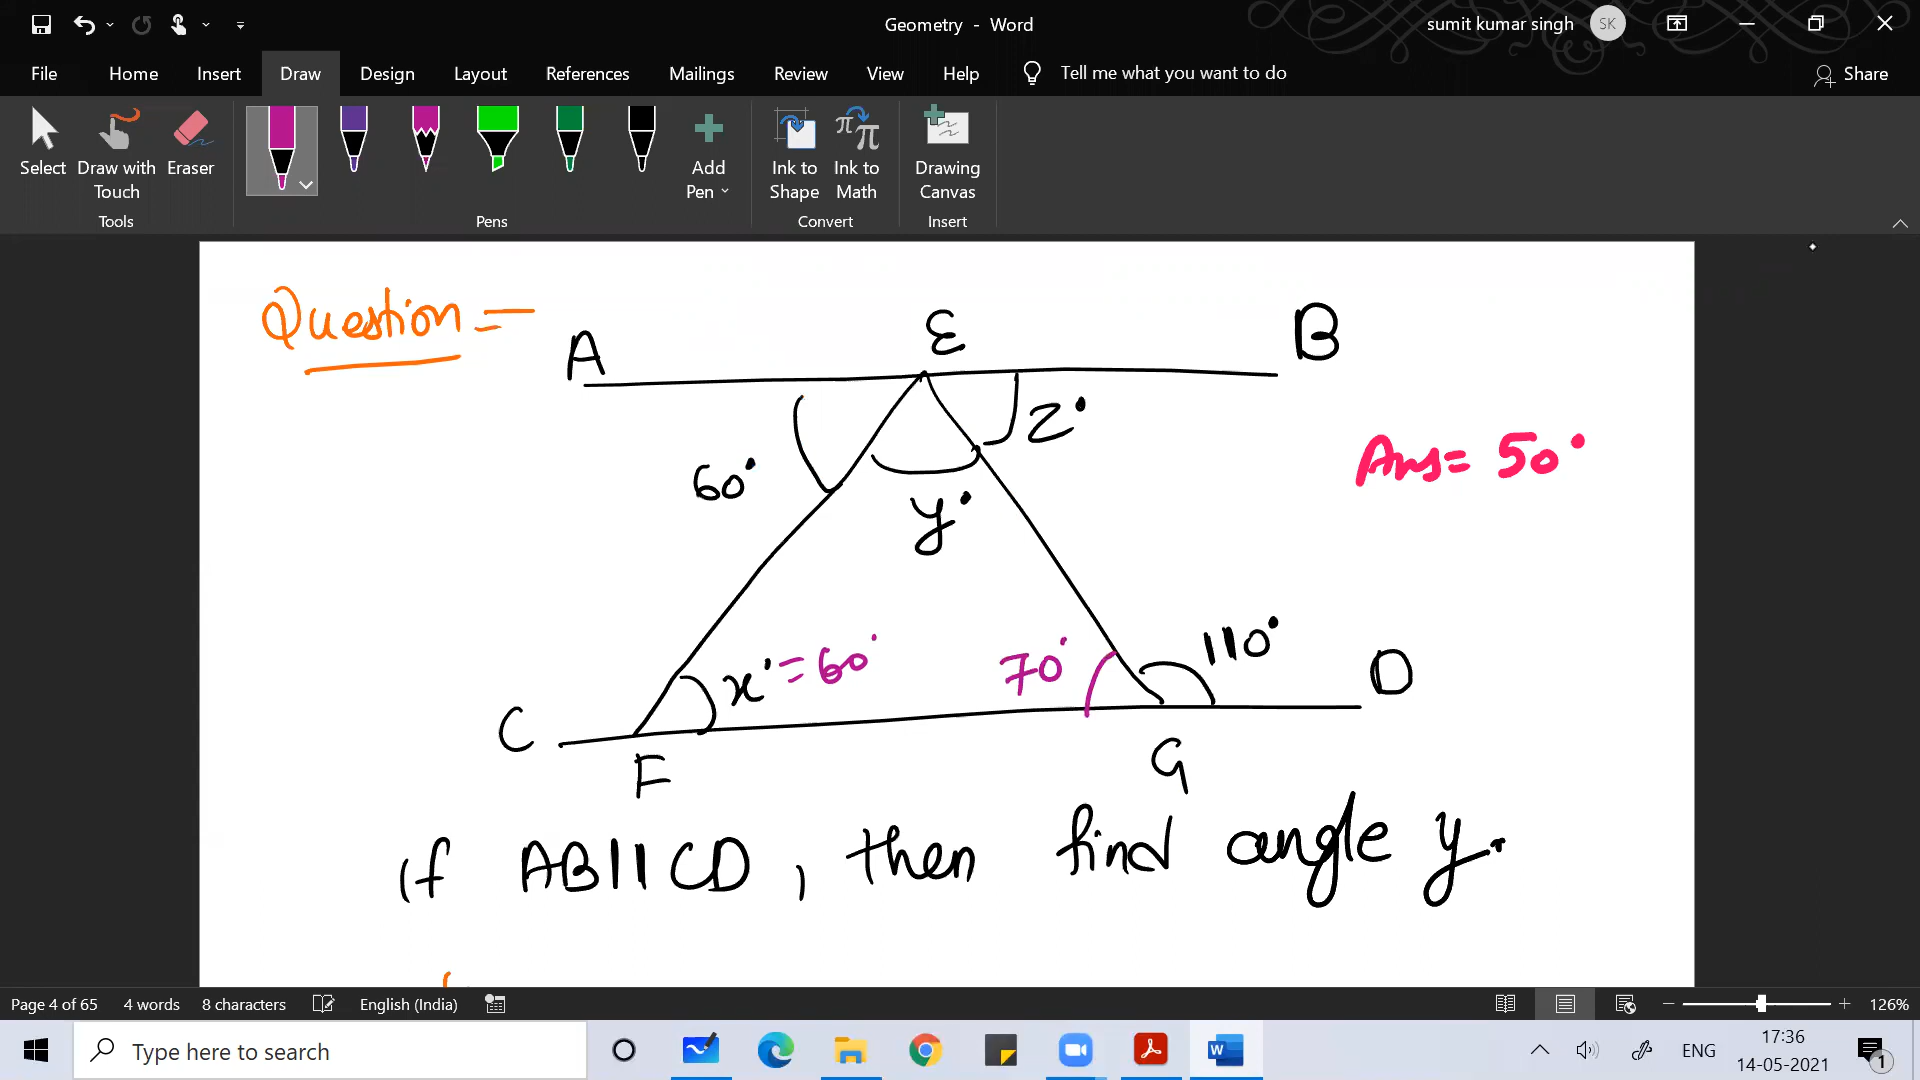 Geometry - Word
sumit kumar singh SK
File Home Insert Draw Design Layout References Mailings Review View Help Tell me what you want to do Share
Select Draw with Touch Eraser Add Pen Ink to Shape Ink to Math Drawing Canvas
Tools Pens Convert Insert
Question =
A E B
60° y° z°
Ans = 50°
x° = 60° 70° 110°
C F G D
if AB||CD, then find angle y.
Page 4 of 65 4 words 8 characters English (India) 126%
Type here to search
ENG 17:36
14-05-2021 1